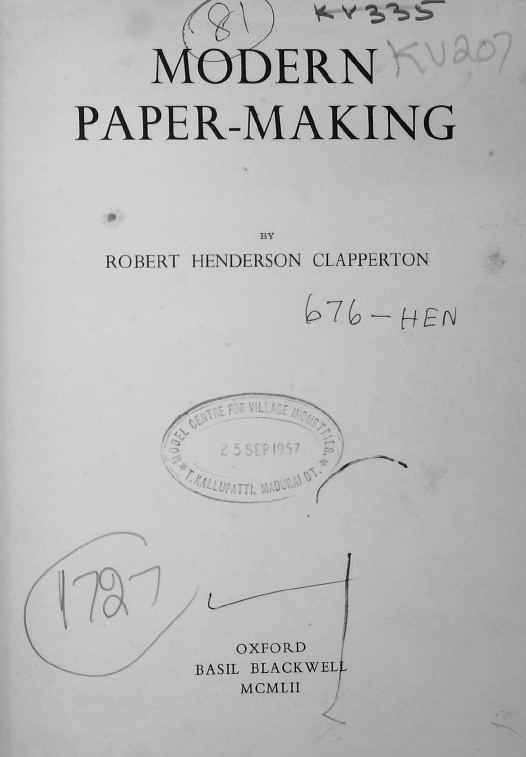 (81)
KV335
KV207
MODERN
PAPER-MAKING
BY
ROBERT HENDERSON CLAPPERTON
676-HEN
MODEL CENTRE FOR VILLAGE INDUSTRIES,
25 SEP 1957
* T. KALLUPATTI, MADURAI DT. *
1727
OXFORD
BASIL BLACKWELL
MCMLII